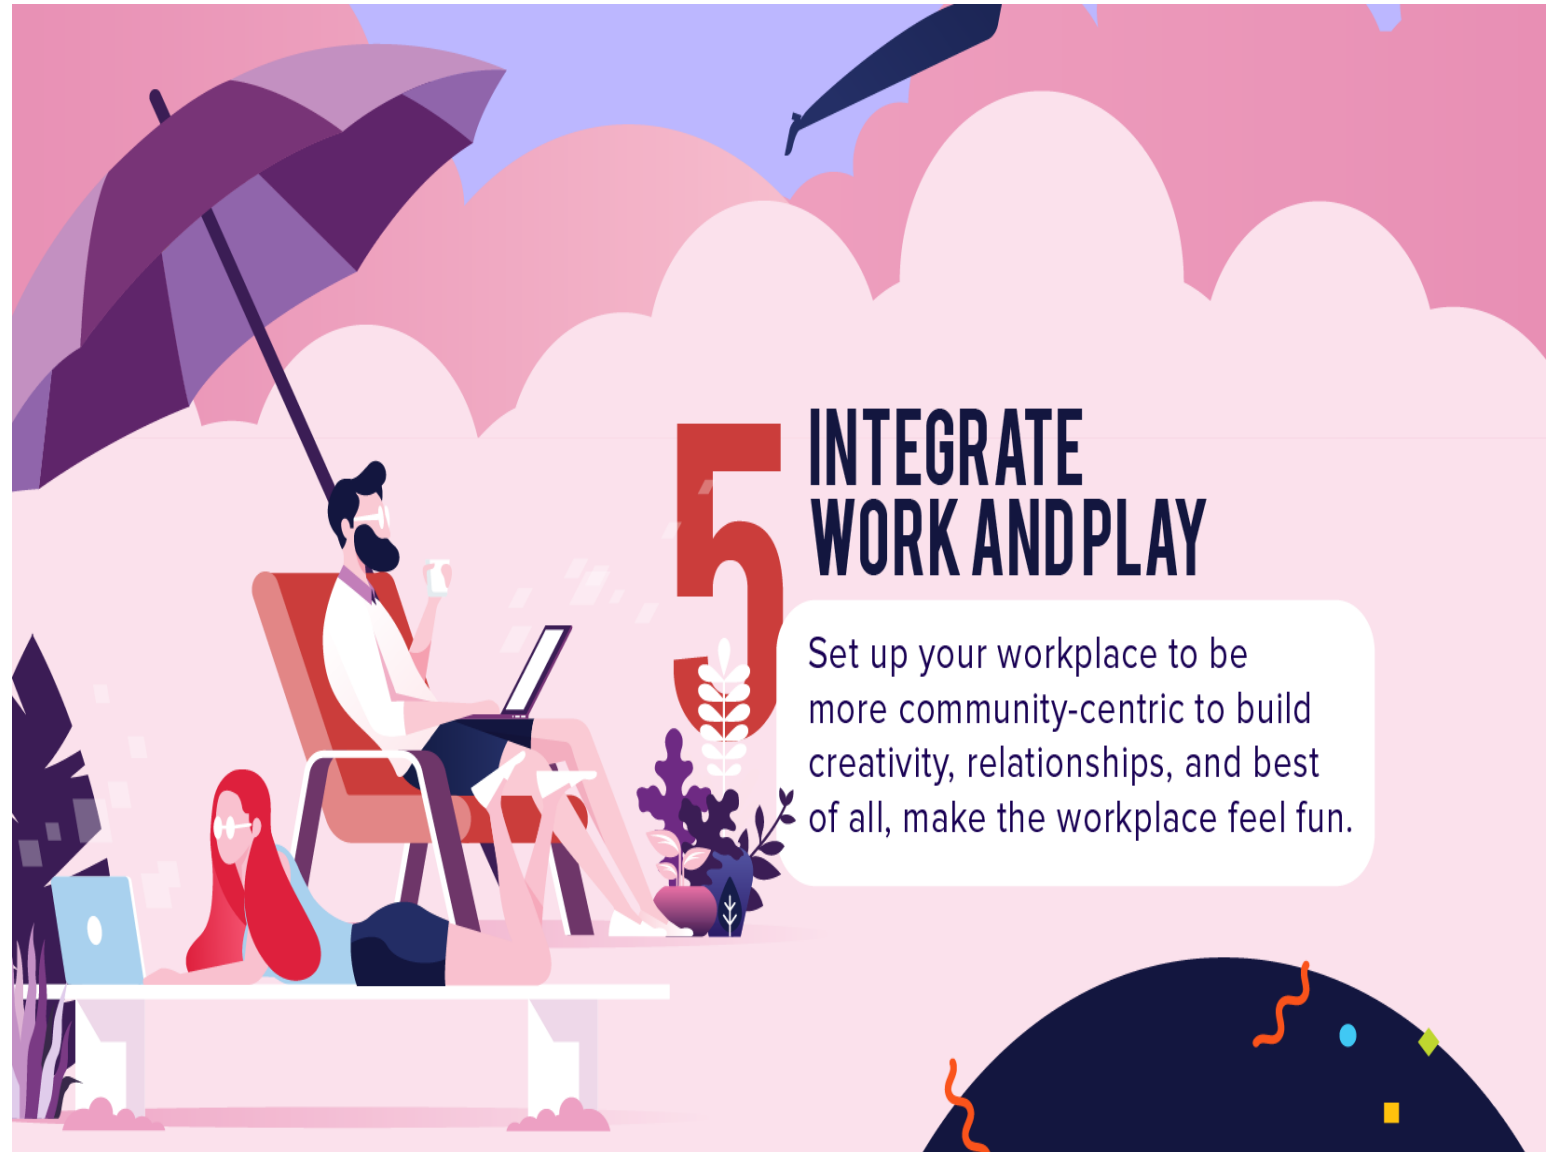 5
INTEGRATE
WORK AND PLAY
Set up your workplace to be
more community-centric to build
creativity, relationships, and best
of all, make the workplace feel fun.